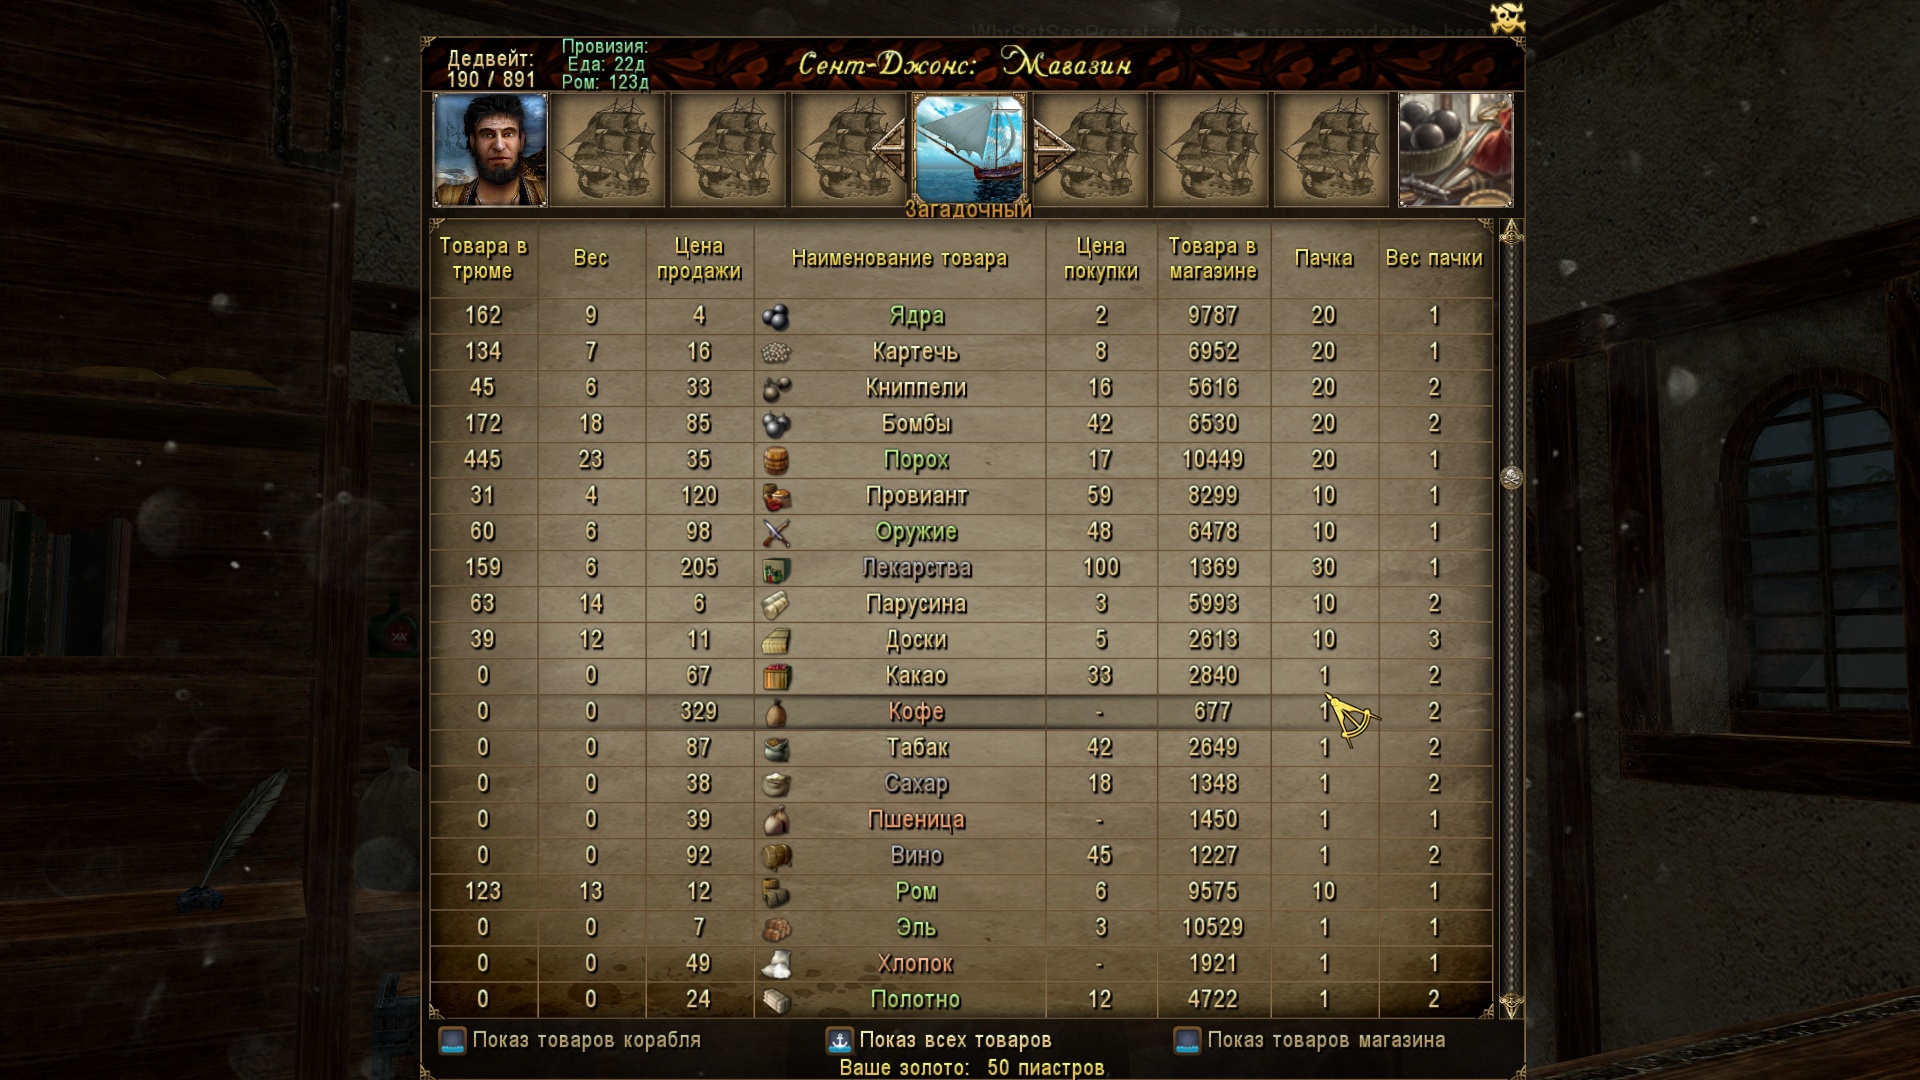 Дедвейт:
190 / 891
Провизия:
Еда: 22д
Ром: 123д
Сент-Джонс: Магазин
Загадочный
Товара в трюме Вес Цена продажи Наименование товара Цена покупки Товара в магазине Пачка Вес пачки
162 9 4 Ядра 2 9787 20 1
134 7 16 Картечь 8 6952 20 1
45 6 33 Книппели 16 5616 20 2
172 18 85 Бомбы 42 6530 20 2
445 23 35 Порох 17 10449 20 1
31 4 120 Провиант 59 8299 10 1
60 6 98 Оружие 48 6478 10 1
159 6 205 Лекарства 100 1369 30 1
63 14 6 Парусина 3 5993 10 2
39 12 11 Доски 5 2613 10 3
0 0 67 Какао 33 2840 1 2
0 0 329 Кофе - 677 1 2
0 0 87 Табак 42 2649 1 2
0 0 38 Сахар 18 1348 1 2
0 0 39 Пшеница - 1450 1 1
0 0 92 Вино 45 1227 1 2
123 13 12 Ром 6 9575 10 1
0 0 7 Эль 3 10529 1 1
0 0 49 Хлопок - 1921 1 1
0 0 24 Полотно 12 4722 1 2
Показ товаров корабля Показ всех товаров Показ товаров магазина
Ваше золото: 50 пиастров